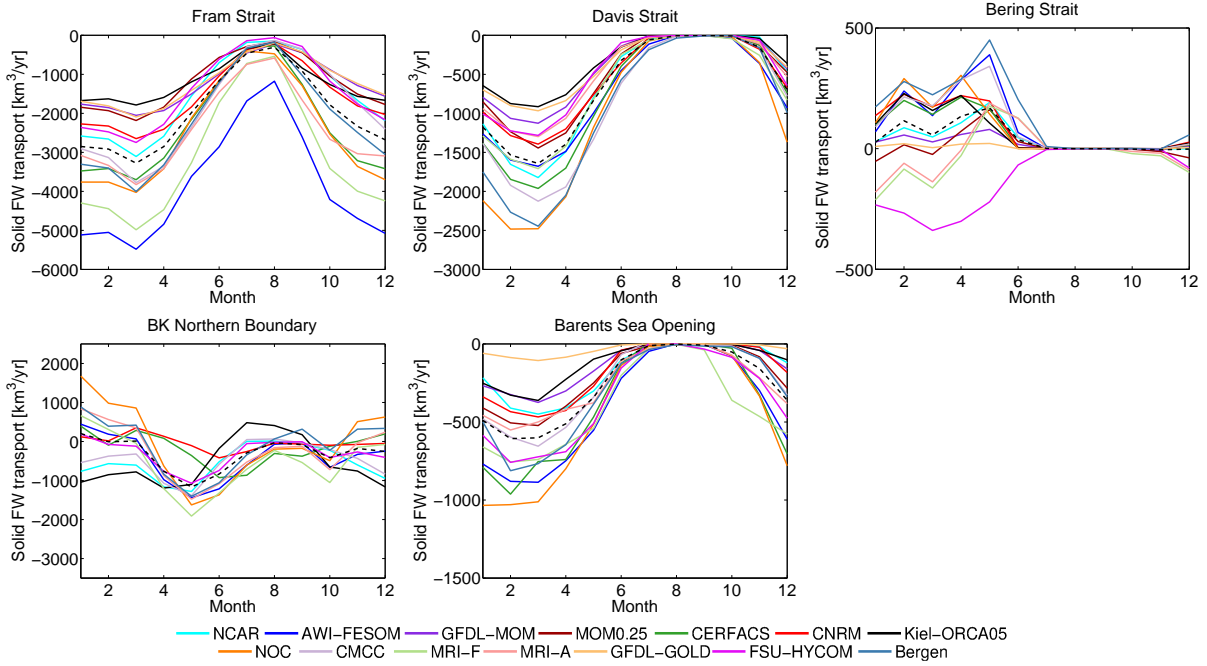 Fram Strait
Davis Strait
Bering Strait
Solid FW transport [km³/yr]
0
−1000
−2000
−3000
−4000
−5000
−6000
2 4 6 8 10 12
Month
Solid FW transport [km³/yr]
0
−500
−1000
−1500
−2000
−2500
−3000
2 4 6 8 10 12
Month
Solid FW transport [km³/yr]
500
0
−500
2 4 6 8 10 12
Month
BK Northern Boundary
Barents Sea Opening
Solid FW transport [km³/yr]
2000
1000
0
−1000
−2000
−3000
2 4 6 8 10 12
Month
Solid FW transport [km³/yr]
0
−500
−1000
−1500
2 4 6 8 10 12
Month
NCAR AWI−FESOM GFDL−MOM MOM0.25 CERFACS CNRM Kiel−ORCA05
NOC CMCC MRI−F MRI−A GFDL−GOLD FSU−HYCOM Bergen